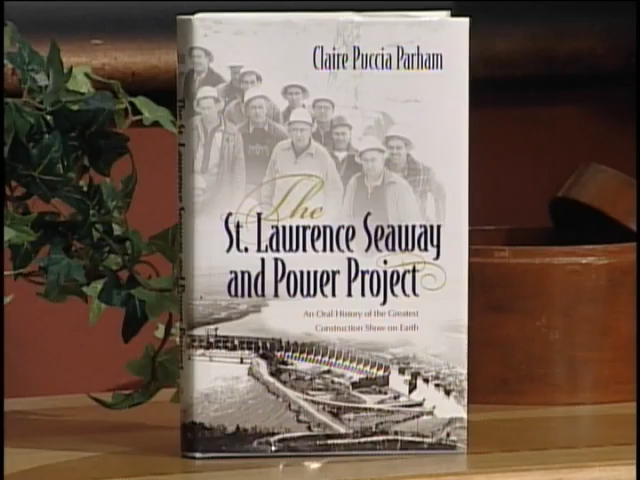 Claire Puccia Parham
The
St. Lawrence Seaway
and Power Project
An Oral History of the Greatest
Construction Show on Earth